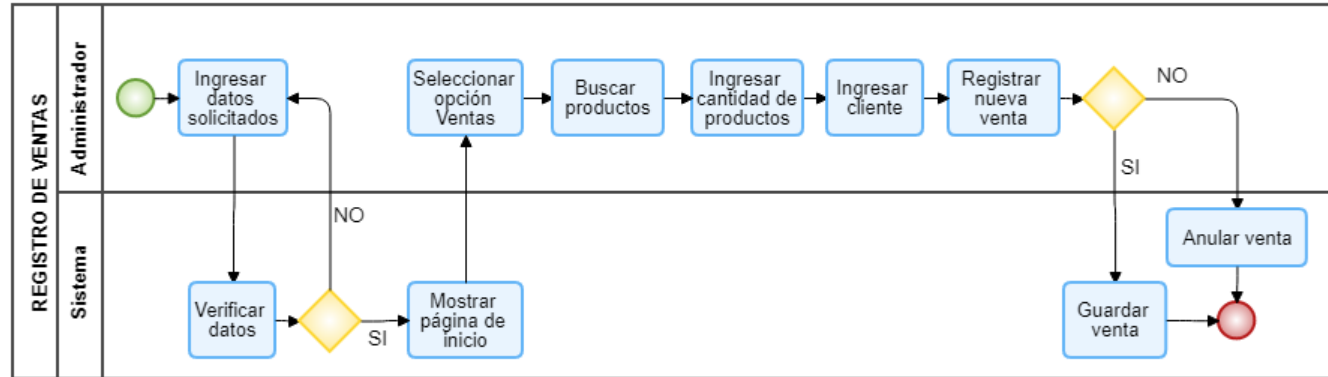 REGISTRO DE VENTAS
Administrador
Ingresar
datos
solicitados
Seleccionar
opción
Ventas
Buscar
productos
Ingresar
cantidad de
productos
Ingresar
cliente
Registrar
nueva
venta
NO
SI
Sistema
Verificar
datos
NO
SI
Mostrar
página de
inicio
Guardar
venta
Anular venta